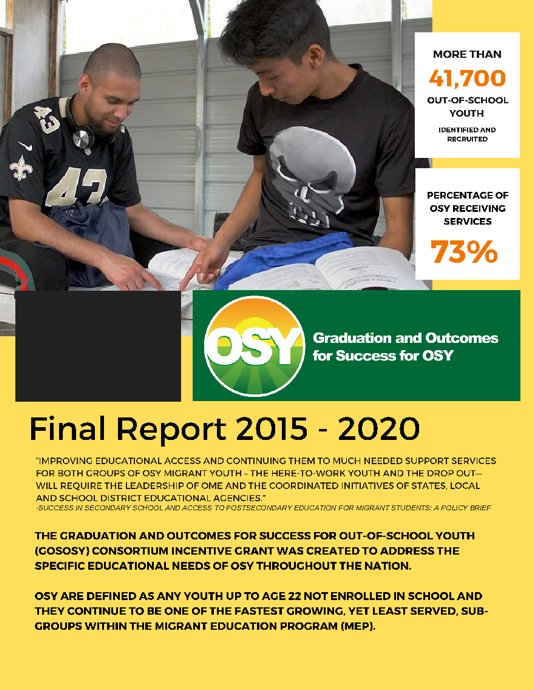 MORE THAN
41,700
OUT-OF-SCHOOL
YOUTH
IDENTIFIED AND
RECRUITED
PERCENTAGE OF
OSY RECEIVING
SERVICES
73%
43
43
OSY
Graduation and Outcomes
for Success for OSY
Final Report 2015 - 2020
"IMPROVING EDUCATIONAL ACCESS AND CONTINUING THEM TO MUCH NEEDED SUPPORT SERVICES
FOR BOTH GROUPS OF OSY MIGRANT YOUTH – THE HERE-TO-WORK YOUTH AND THE DROP OUT—
WILL REQUIRE THE LEADERSHIP OF OME AND THE COORDINATED INITIATIVES OF STATES, LOCAL
AND SCHOOL DISTRICT EDUCATIONAL AGENCIES."
-SUCCESS IN SECONDARY SCHOOL AND ACCESS TO POSTSECONDARY EDUCATION FOR MIGRANT STUDENTS: A POLICY BRIEF
THE GRADUATION AND OUTCOMES FOR SUCCESS FOR OUT-OF-SCHOOL YOUTH
(GOSOSY) CONSORTIUM INCENTIVE GRANT WAS CREATED TO ADDRESS THE
SPECIFIC EDUCATIONAL NEEDS OF OSY THROUGHOUT THE NATION.
OSY ARE DEFINED AS ANY YOUTH UP TO AGE 22 NOT ENROLLED IN SCHOOL AND
THEY CONTINUE TO BE ONE OF THE FASTEST GROWING, YET LEAST SERVED, SUB-
GROUPS WITHIN THE MIGRANT EDUCATION PROGRAM (MEP).